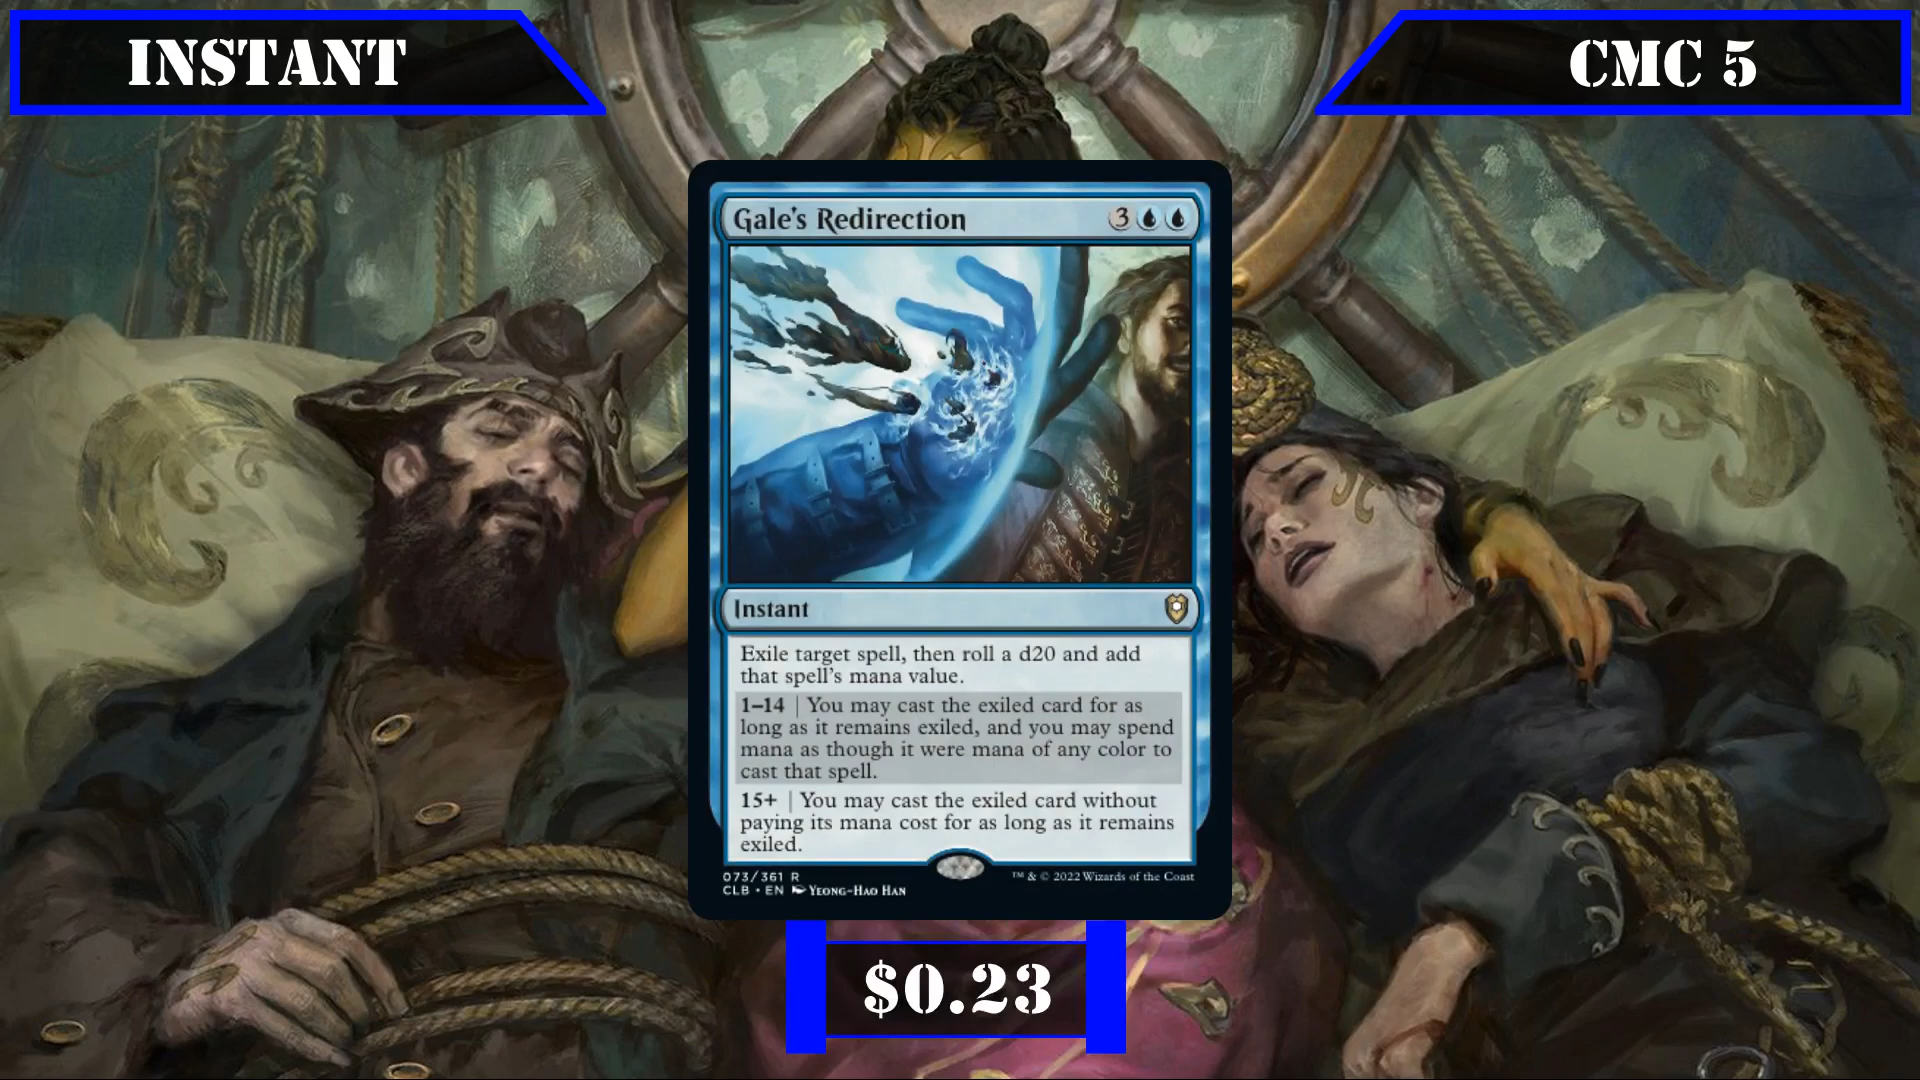 INSTANT
CMC 5
Gale's Redirection 3
Instant
Exile target spell, then roll a d20 and add
that spell's mana value.
1–14 | You may cast the exiled card for as
long as it remains exiled, and you may spend
mana as though it were mana of any color to
cast that spell.
15+ | You may cast the exiled card without
paying its mana cost for as long as it remains
exiled.
073/361 R
CLB • EN Yeong-Hao Han
™ & © 2022 Wizards of the Coast
$0.23